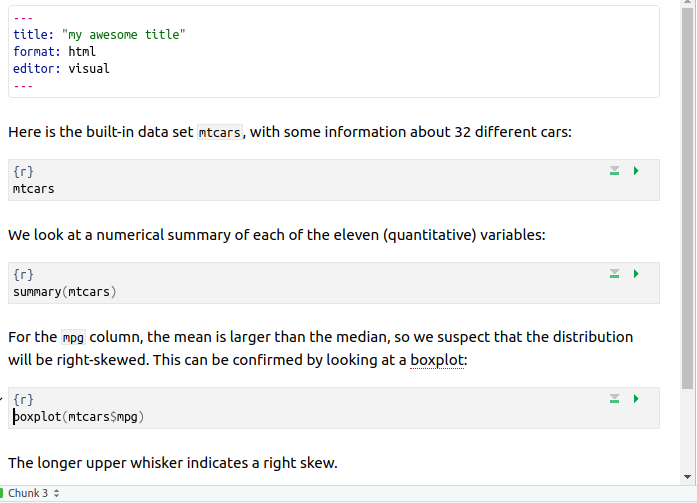 ---
title: "my awesome title"
format: html
editor: visual
---
Here is the built-in data set mtcars, with some information about 32 different cars:
{r}
mtcars
We look at a numerical summary of each of the eleven (quantitative) variables:
{r}
summary(mtcars)
For the mpg column, the mean is larger than the median, so we suspect that the distribution
will be right-skewed. This can be confirmed by looking at a boxplot:
{r}
boxplot(mtcars$mpg)
The longer upper whisker indicates a right skew.
Chunk 3